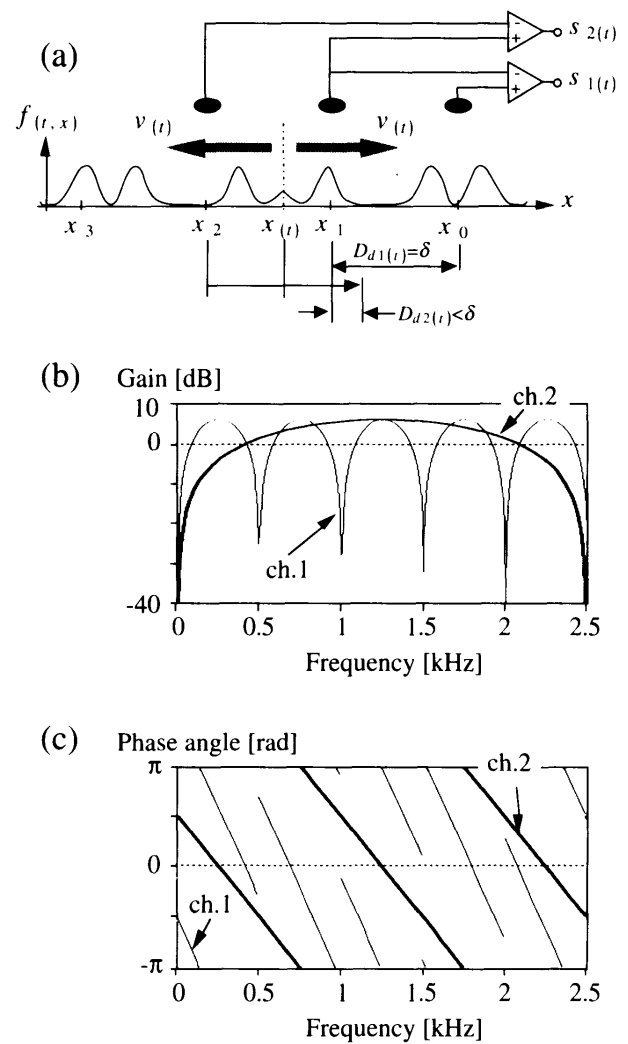 (a)
- + s 2(t)
- + s 1(t)
f (t, x) v (t) v (t)
x 3 x 2 x (t) x 1 x 0 x
D d1(t)=δ
D d2(t)<δ
(b) Gain [dB]
ch.2
10
0
ch.1
-40
0 0.5 1 1.5 2 2.5
Frequency [kHz]
(c) Phase angle [rad]
ch.2
π
0
ch.1
-π
0 0.5 1 1.5 2 2.5
Frequency [kHz]